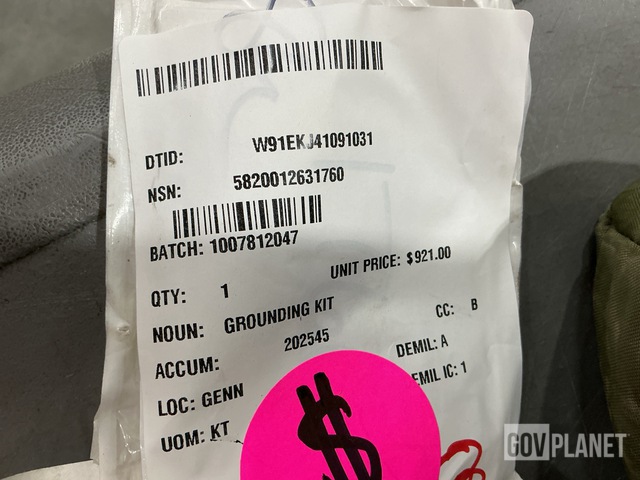 DTID: W91EKJ41091031
NSN: 5820012631760
BATCH: 1007812047
UNIT PRICE: $921.00
QTY: 1
NOUN: GROUNDING KIT
CC: B
ACCUM: 202545
DEMIL: A
LOC: GENN
EMIL IC: 1
UOM: KT
$
GOVPLANET